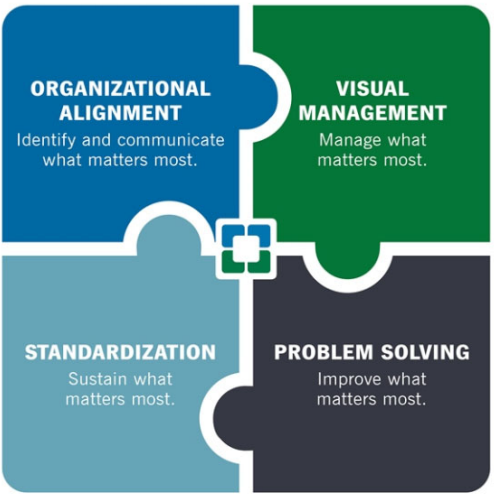 ORGANIZATIONAL
ALIGNMENT
Identify and communicate
what matters most.
VISUAL
MANAGEMENT
Manage what
matters most.
STANDARDIZATION
Sustain what
matters most.
PROBLEM SOLVING
Improve what
matters most.